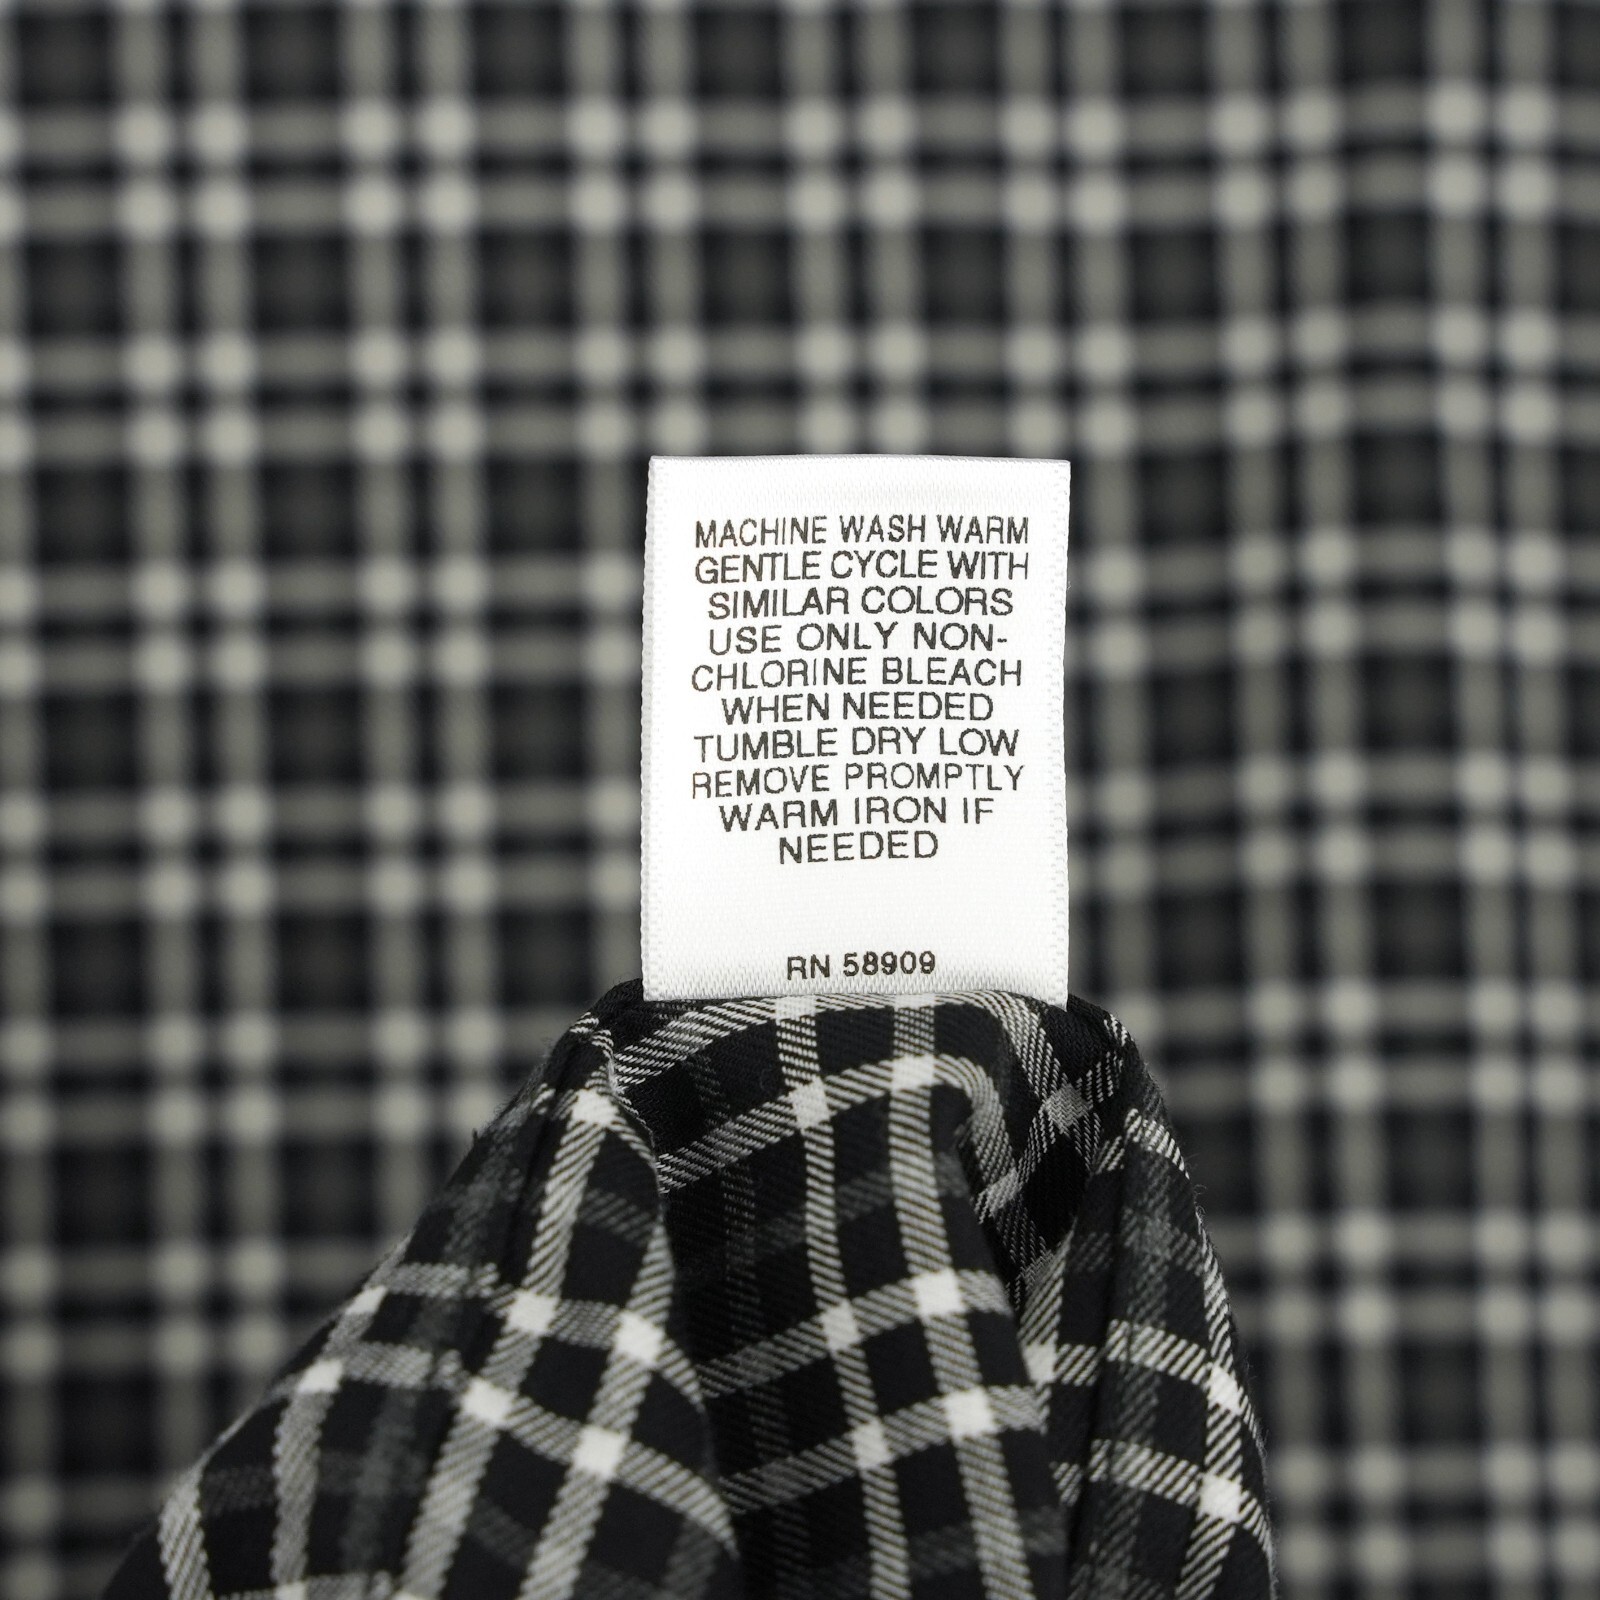 MACHINE WASH WARM
GENTLE CYCLE WITH
SIMILAR COLORS
USE ONLY NON-
CHLORINE BLEACH
WHEN NEEDED
TUMBLE DRY LOW
REMOVE PROMPTLY
WARM IRON IF
NEEDED
RN 58909